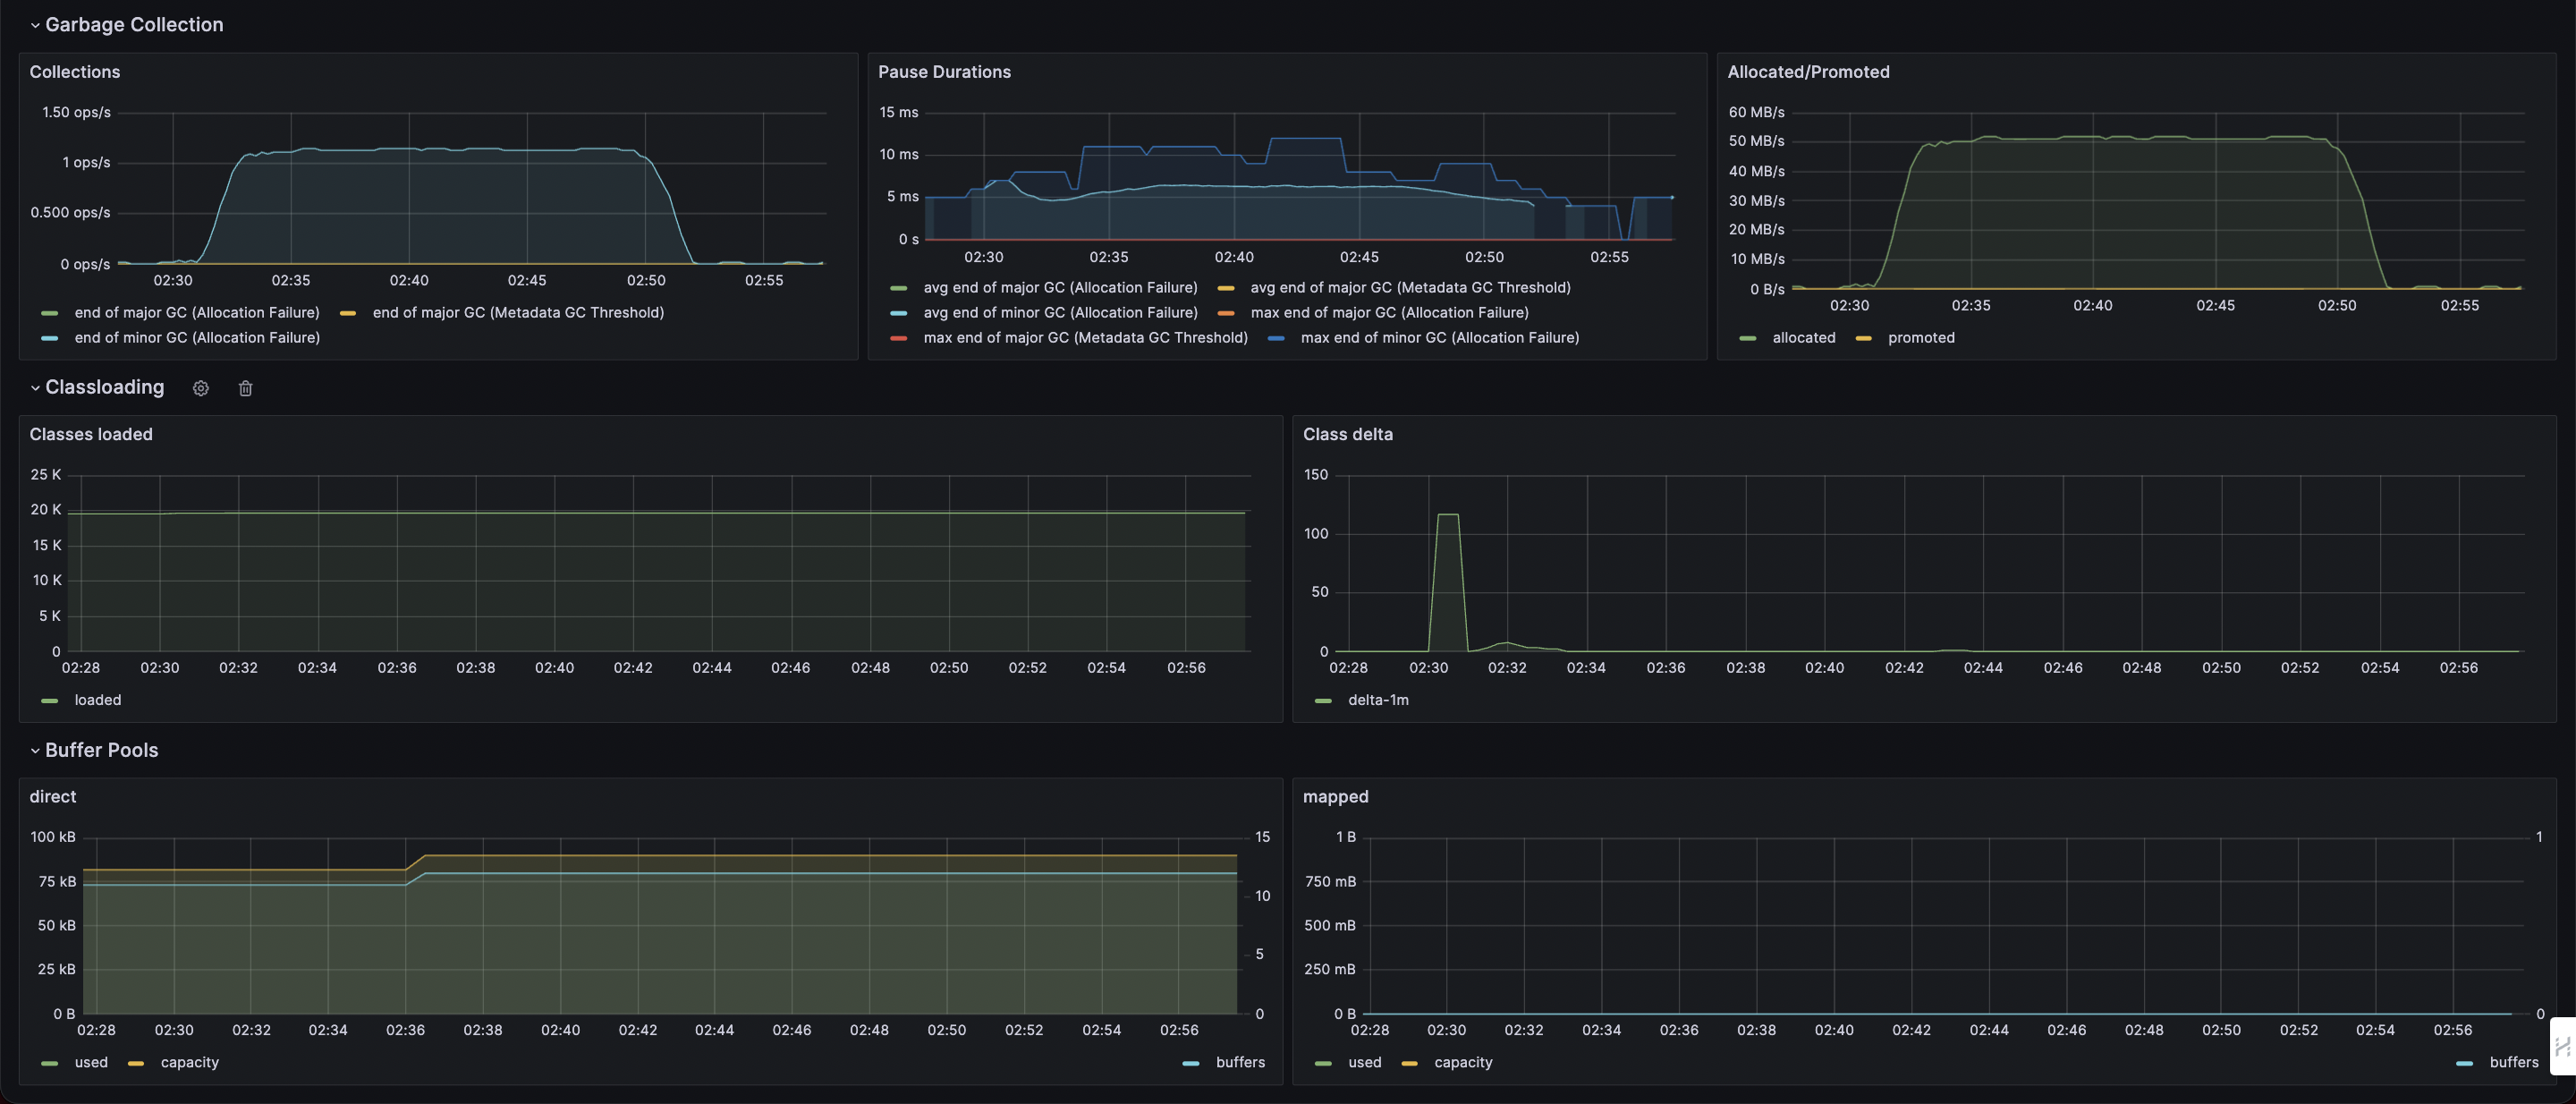 Garbage Collection
Collections
1.50 ops/s
1 ops/s
0.500 ops/s
0 ops/s
02:30 02:35 02:40 02:45 02:50 02:55
end of major GC (Allocation Failure) end of major GC (Metadata GC Threshold)
end of minor GC (Allocation Failure)
Pause Durations
15 ms
10 ms
5 ms
0 s
02:30 02:35 02:40 02:45 02:50 02:55
avg end of major GC (Allocation Failure) avg end of major GC (Metadata GC Threshold)
avg end of minor GC (Allocation Failure) max end of major GC (Allocation Failure)
max end of major GC (Metadata GC Threshold) max end of minor GC (Allocation Failure)
Allocated/Promoted
60 MB/s
50 MB/s
40 MB/s
30 MB/s
20 MB/s
10 MB/s
0 B/s
02:30 02:35 02:40 02:45 02:50 02:55
allocated promoted
Classloading
Classes loaded
25 K
20 K
15 K
10 K
5 K
0
02:28 02:30 02:32 02:34 02:36 02:38 02:40 02:42 02:44 02:46 02:48 02:50 02:52 02:54 02:56
loaded
Class delta
150
100
50
0
02:28 02:30 02:32 02:34 02:36 02:38 02:40 02:42 02:44 02:46 02:48 02:50 02:52 02:54 02:56
delta-1m
Buffer Pools
direct
100 kB 15
75 kB
10
50 kB
5
25 kB
0 B 0
02:28 02:30 02:32 02:34 02:36 02:38 02:40 02:42 02:44 02:46 02:48 02:50 02:52 02:54 02:56
used capacity buffers
mapped
1 B 1
750 mB
500 mB
250 mB
0 B 0
02:28 02:30 02:32 02:34 02:36 02:38 02:40 02:42 02:44 02:46 02:48 02:50 02:52 02:54 02:56
used capacity buffers